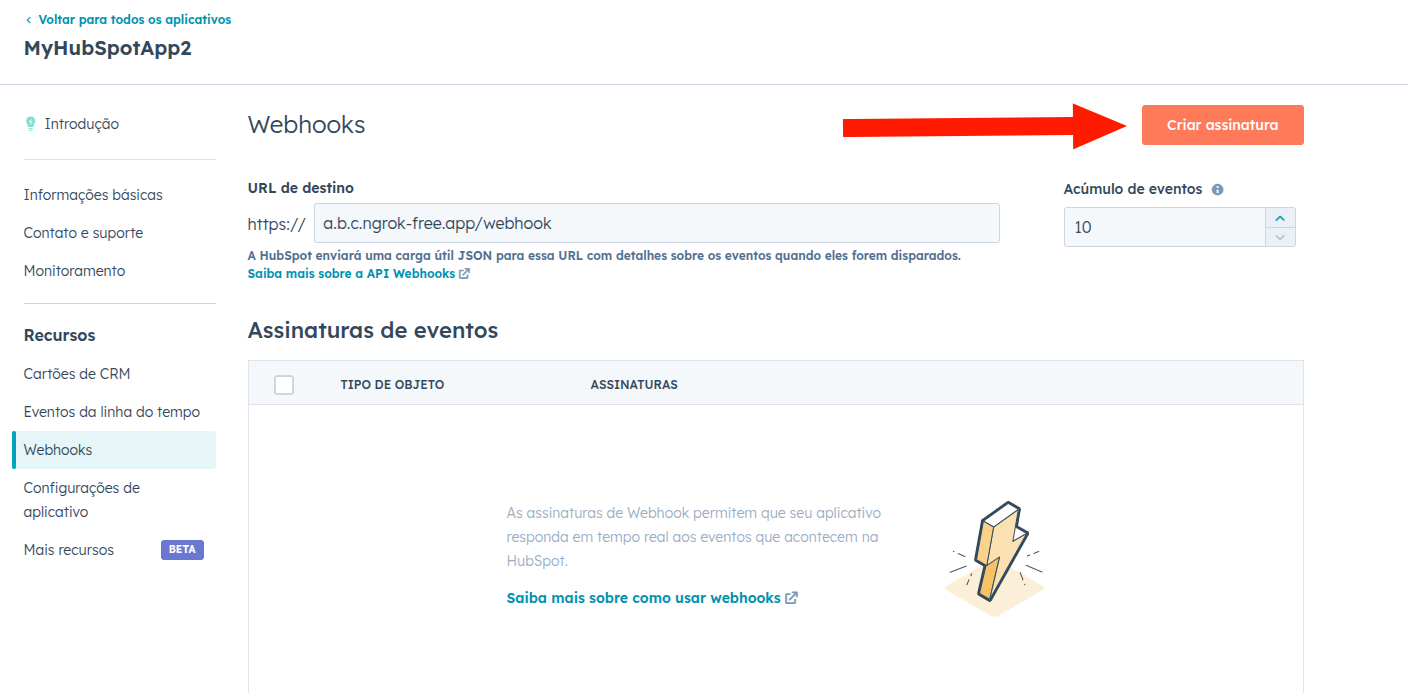 Voltar para todos os aplicativos
MyHubSpotApp2
Introdução
Informações básicas
Contato e suporte
Monitoramento
Recursos
Cartões de CRM
Eventos da linha do tempo
Webhooks
Configurações de
aplicativo
Mais recursos BETA
Webhooks
Criar assinatura
URL de destino
https:// a.b.c.ngrok-free.app/webhook
A HubSpot enviará uma carga útil JSON para essa URL com detalhes sobre os eventos quando eles forem disparados.
Saiba mais sobre a API Webhooks
Acúmulo de eventos
10
Assinaturas de eventos
TIPO DE OBJETO ASSINATURAS
As assinaturas de Webhook permitem que seu aplicativo
responda em tempo real aos eventos que acontecem na
HubSpot.
Saiba mais sobre como usar webhooks